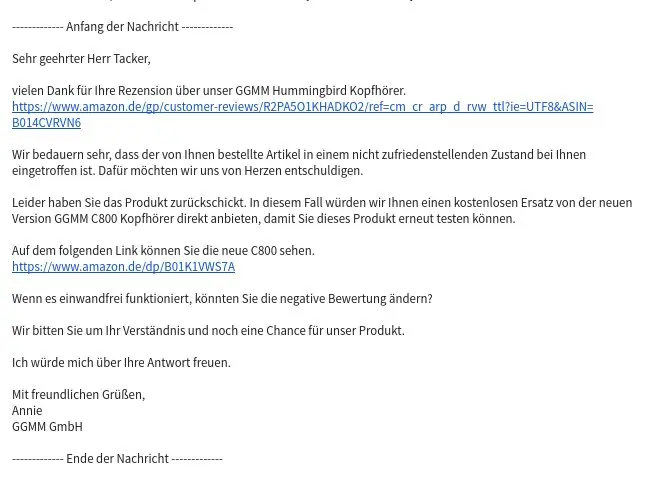 ------------- Anfang der Nachricht -------------
Sehr geehrter Herr Tacker,
vielen Dank für Ihre Rezension über unser GGMM Hummingbird Kopfhörer.
https://www.amazon.de/gp/customer-reviews/R2PA5O1KHADKO2/ref=cm_cr_arp_d_rvw_ttl?ie=UTF8&ASIN=
B014CVRVN6
Wir bedauern sehr, dass der von Ihnen bestellte Artikel in einem nicht zufriedenstellenden Zustand bei Ihnen
eingetroffen ist. Dafür möchten wir uns von Herzen entschuldigen.
Leider haben Sie das Produkt zurückschickt. In diesem Fall würden wir Ihnen einen kostenlosen Ersatz von der neuen
Version GGMM C800 Kopfhörer direkt anbieten, damit Sie dieses Produkt erneut testen können.
Auf dem folgenden Link können Sie die neue C800 sehen.
https://www.amazon.de/dp/B01K1VWS7A
Wenn es einwandfrei funktioniert, könnten Sie die negative Bewertung ändern?
Wir bitten Sie um Ihr Verständnis und noch eine Chance für unser Produkt.
Ich würde mich über Ihre Antwort freuen.
Mit freundlichen Grüßen,
Annie
GGMM GmbH
------------- Ende der Nachricht -------------